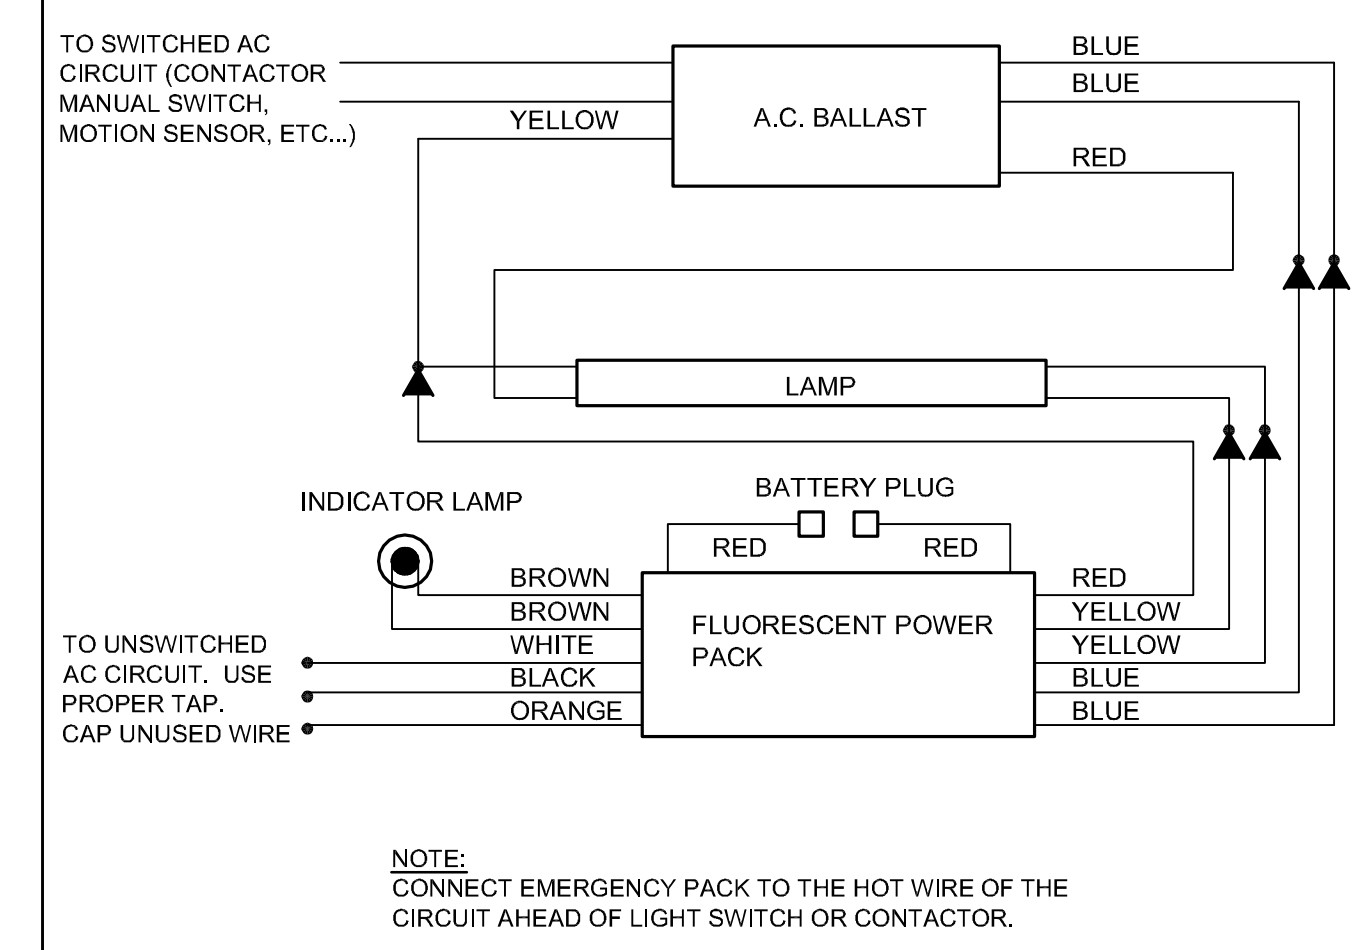 TO SWITCHED AC
CIRCUIT (CONTACTOR
MANUAL SWITCH,
MOTION SENSOR, ETC...)
YELLOW
A.C. BALLAST
BLUE
BLUE
RED
LAMP
INDICATOR LAMP
BATTERY PLUG
RED
RED
BROWN
BROWN
WHITE
BLACK
ORANGE
TO UNSWITCHED
AC CIRCUIT. USE
PROPER TAP.
CAP UNUSED WIRE
FLUORESCENT POWER
PACK
RED
YELLOW
YELLOW
BLUE
BLUE
NOTE:
CONNECT EMERGENCY PACK TO THE HOT WIRE OF THE
CIRCUIT AHEAD OF LIGHT SWITCH OR CONTACTOR.